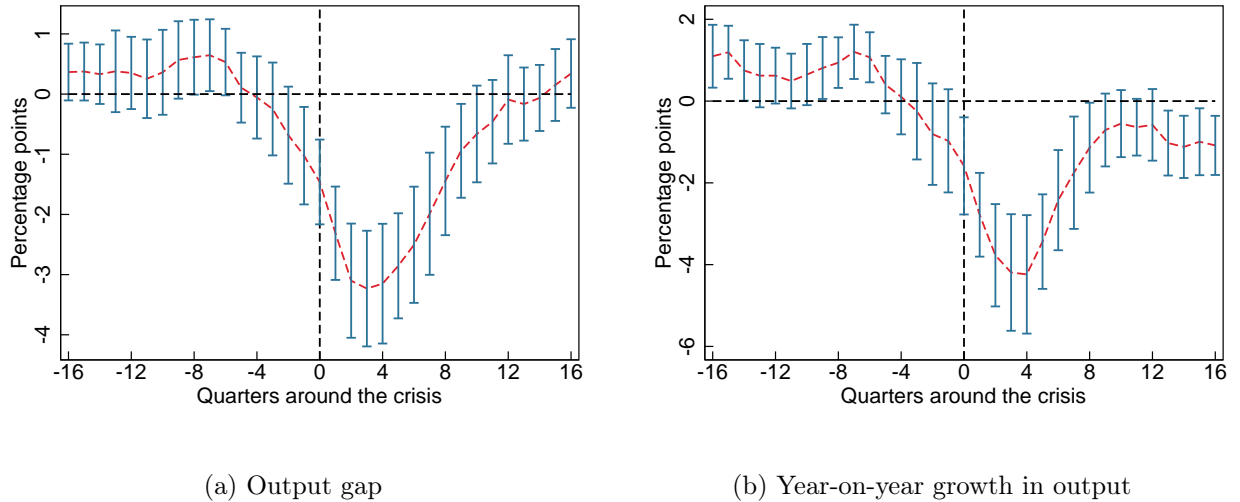 Percentage points
1
0
-1
-2
-3
-4
-16 -12 -8 -4 0 4 8 12 16
Quarters around the crisis
(a) Output gap
Percentage points
2
0
-2
-4
-6
-16 -12 -8 -4 0 4 8 12 16
Quarters around the crisis
(b) Year-on-year growth in output